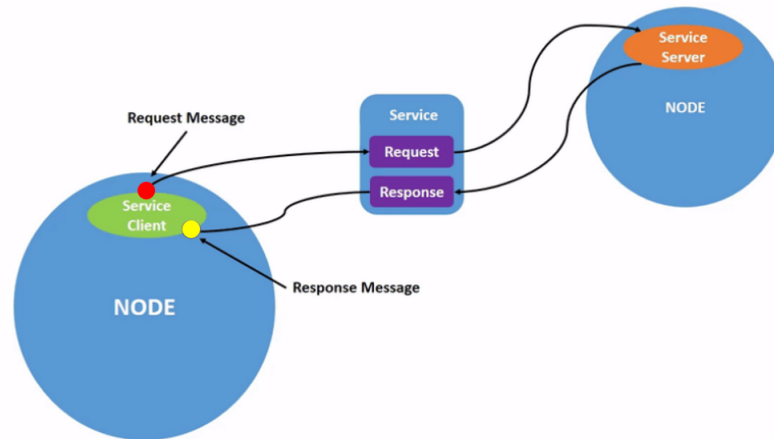 Service
Server
NODE
Service
Request Message
Request
Response
Service
Client
Response Message
NODE